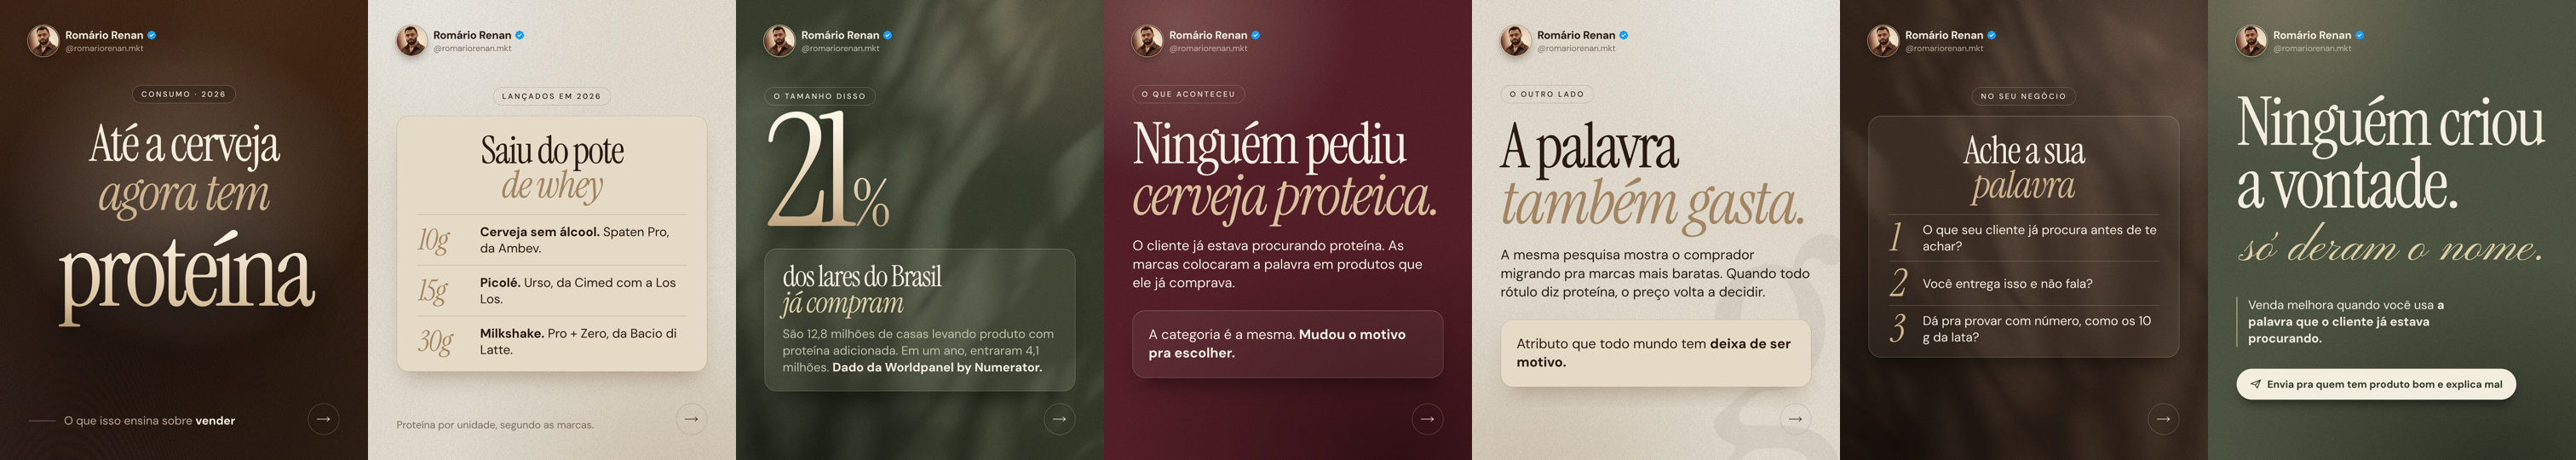 Romário Renan
@romariorenan.mkt
CONSUMO · 2026
Até a cerveja
agora tem
proteína
O que isso ensina sobre vender
Romário Renan
@romariorenan.mkt
LANÇADOS EM 2026
Saiu do pote
de whey
10g
Cerveja sem álcool. Spaten Pro,
da Ambev.
15g
Picolé. Urso, da Cimed com a Los
Los.
30g
Milkshake. Pro + Zero, da Bacio di
Latte.
Proteína por unidade, segundo as marcas.
Romário Renan
@romariorenan.mkt
O TAMANHO DISSO
21%
dos lares do Brasil
já compram
São 12,8 milhões de casas levando produto com
proteína adicionada. Em um ano, entraram 4,1
milhões. Dado da Worldpanel by Numerator.
Romário Renan
@romariorenan.mkt
O QUE ACONTECEU
Ninguém pediu
cerveja proteica.
O cliente já estava procurando proteína. As
marcas colocaram a palavra em produtos que
ele já comprava.
A categoria é a mesma. Mudou o motivo
pra escolher.
Romário Renan
@romariorenan.mkt
O OUTRO LADO
A palavra
também gasta.
A mesma pesquisa mostra o comprador
migrando pra marcas mais baratas. Quando todo
rótulo diz proteína, o preço volta a decidir.
Atributo que todo mundo tem deixa de ser
motivo.
Romário Renan
@romariorenan.mkt
NO SEU NEGÓCIO
Ache a sua
palavra
1
O que seu cliente já procura antes de te
achar?
2
Você entrega isso e não fala?
3
Dá pra provar com número, como os 10
g da lata?
Romário Renan
@romariorenan.mkt
Ninguém criou
a vontade.
só deram o nome.
Venda melhora quando você usa a
palavra que o cliente já estava
procurando.
Envia pra quem tem produto bom e explica mal